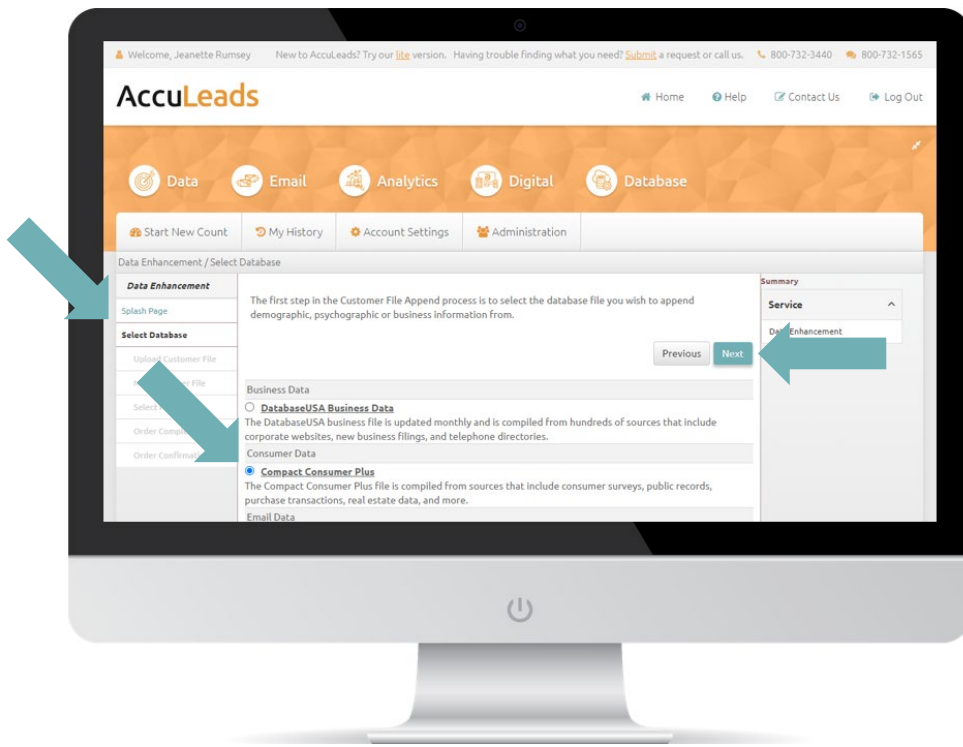 Welcome, Jeanette Rumsey New to AccuLeads? Try our lite version. Having trouble finding what you need? Submit a request or call us. 800-732-3440 800-732-1565
AccuLeads Home Help Contact Us Log Out
Data Email Analytics Digital Database
Start New Count My History Account Settings Administration
Data Enhancement / Select Database
Data Enhancement
Splash Page
Select Database
Upload Customer File
File
Select
Order
Order
The first step in the Customer File Append process is to select the database file you wish to append
demographic, psychographic or business information from.
Previous Next
Business Data
DatabaseUSA Business Data
The DatabaseUSA business file is updated monthly and is compiled from hundreds of sources that include
corporate websites, new business filings, and telephone directories.
Consumer Data
Compact Consumer Plus
The Compact Consumer Plus file is compiled from sources that include consumer surveys, public records,
purchase transactions, real estate data, and more.
Email Data
Summary
Service
Data Enhancement